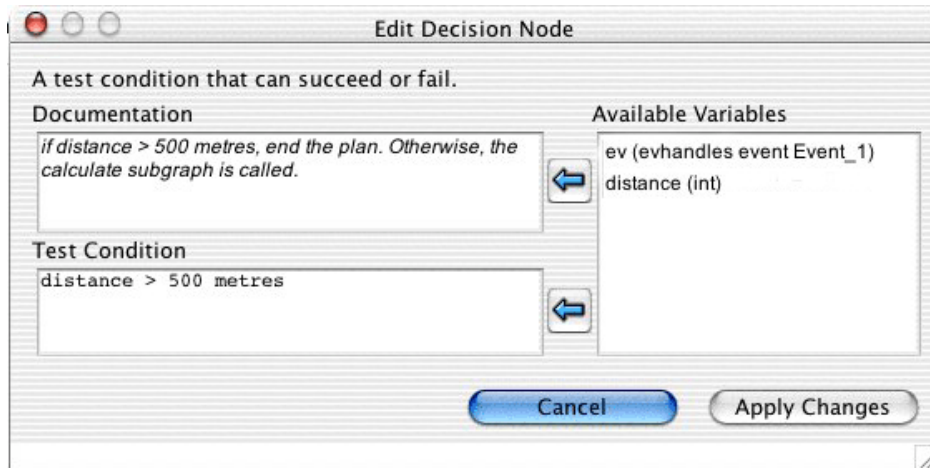 Edit Decision Node
A test condition that can succeed or fail.
Documentation
if distance > 500 metres, end the plan. Otherwise, the
calculate subgraph is called.
Available Variables
ev (evhandles event Event_1)
distance (int)
Test Condition
distance > 500 metres
Cancel
Apply Changes